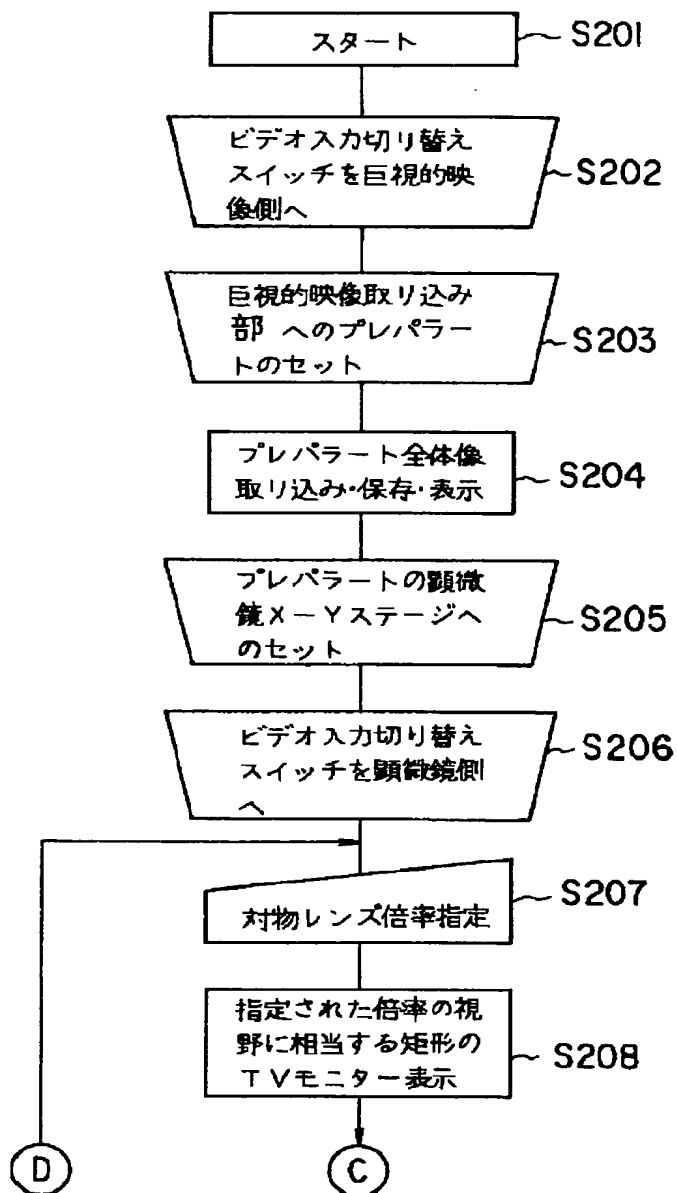 スタート
S201
ビデオ入力切り替え
スイッチを巨視的映
像側へ
S202
巨視的映像取り込み
部 へのプレパラー
トのセット
S203
プレパラート全体像
取り込み・保存・表示
S204
プレパラートの顕微
鏡X-Yステージへ
のセット
S205
ビデオ入力切り替え
スイッチを顕微鏡側
へ
S206
対物レンズ倍率指定
S207
指定された倍率の視
野に相当する矩形の
TVモニター表示
S208
D
C